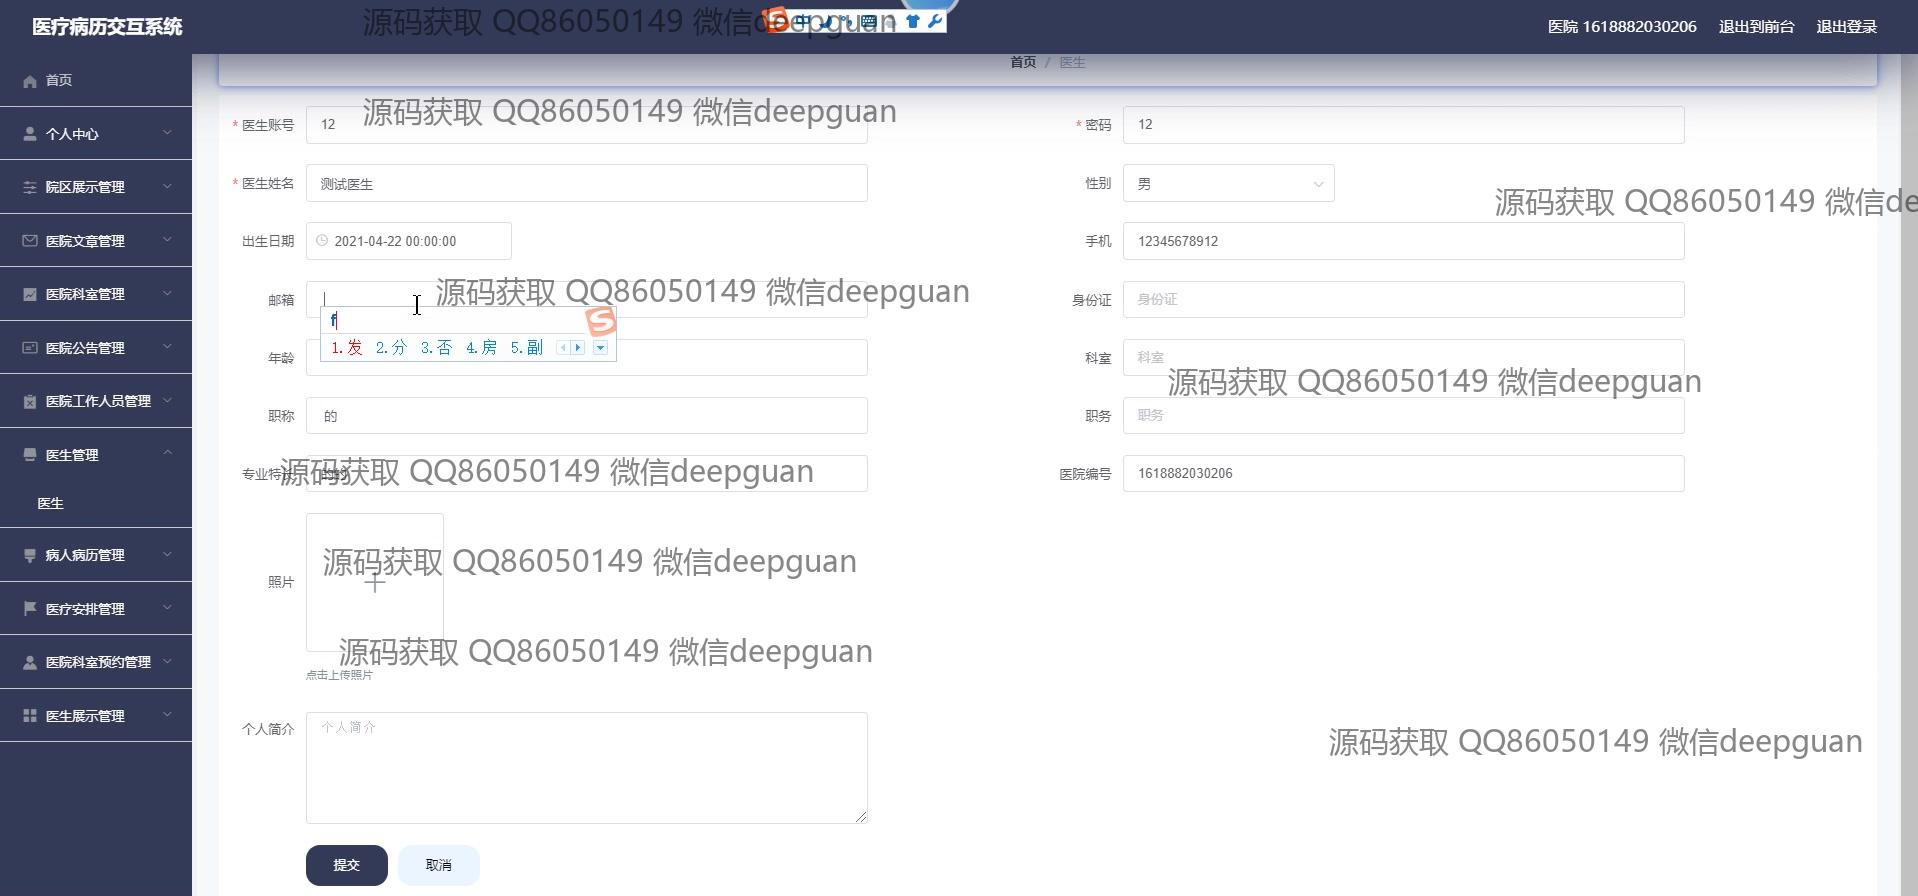 医疗病历交互系统
源码获取 QQ86050149 微信deepguan
中
医院 1618882030206 退出到前台 退出登录
首页
首页 / 医生
源码获取 QQ86050149 微信deepguan
个人中心
* 医生账号 12
* 密码 12
院区展示管理
* 医生姓名 测试医生
性别 男
源码获取 QQ86050149 微信de
医院文章管理
出生日期 2021-04-22 00:00:00
手机 12345678912
医院科室管理
邮箱
源码获取 QQ86050149 微信deepguan
身份证 身份证
f
1.发 2.分 3.否 4.房 5.副
医院公告管理
年龄
科室 科室
源码获取 QQ86050149 微信deepguan
医院工作人员管理
职称 的
职务 职务
医生管理
专业特长
源码获取 QQ86050149 微信deepguan
医院编号 1618882030206
医生
病人病历管理
源码获取 QQ86050149 微信deepguan
照片
医疗安排管理
医院科室预约管理
源码获取 QQ86050149 微信deepguan
点击上传照片
医生展示管理
个人简介 个人简介
源码获取 QQ86050149 微信deepguan
提交 取消